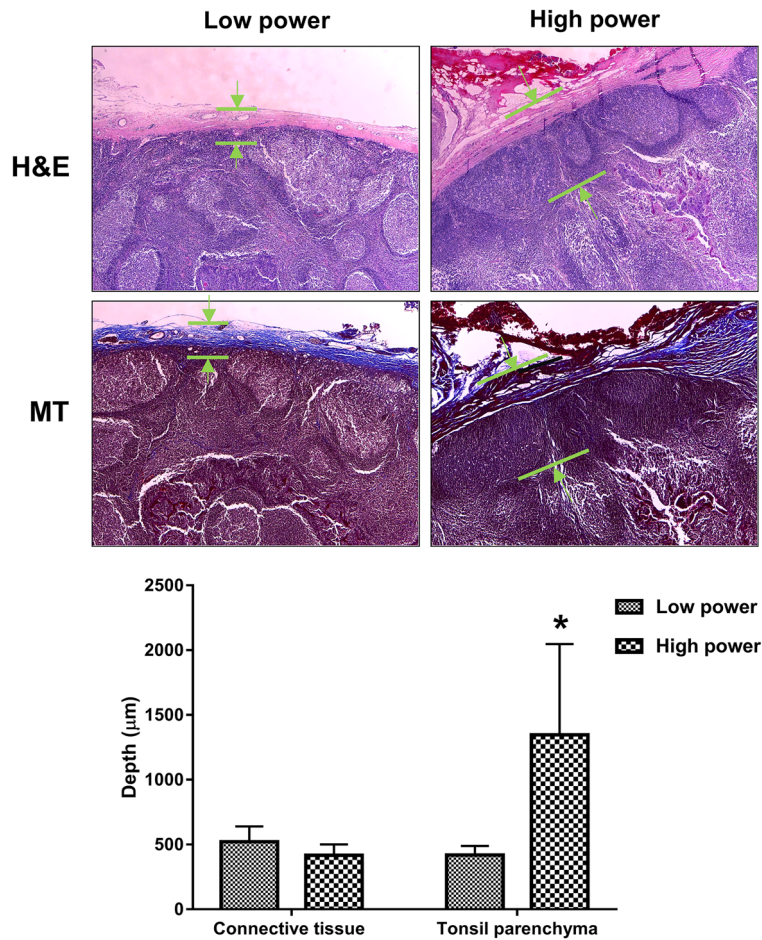 Low power
High power
H&E
MT
2500
2000
1500
1000
500
0
Depth (μm)
*
Low power
High power
Connective tissue
Tonsil parenchyma